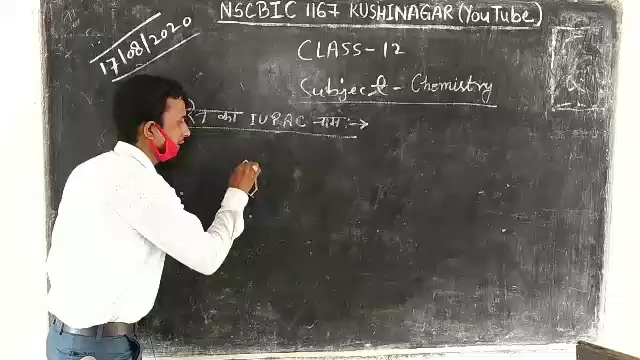 NSCBIC 1167 KUSHINAGAR (YouTube)
17/08/2020
CLASS-12
Subject - Chemistry
न का IUPAC नाम :->